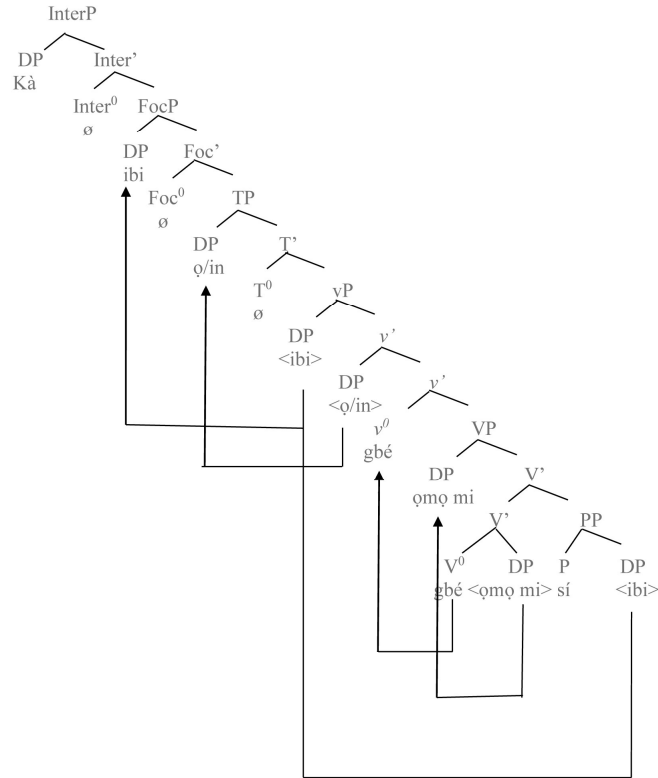 InterP
DP Inter’
Kà
Inter⁰ FocP
ø
DP Foc’
ibi
Foc⁰ TP
ø
DP T’
ọ/in
T⁰ vP
ø
DP v’
<ibi>
DP v’
<ọ/in>
v⁰ VP
gbé
DP V’
ọmọ mi
V’ PP
V⁰ DP P DP
gbé <ọmọ mi> sí <ibi>